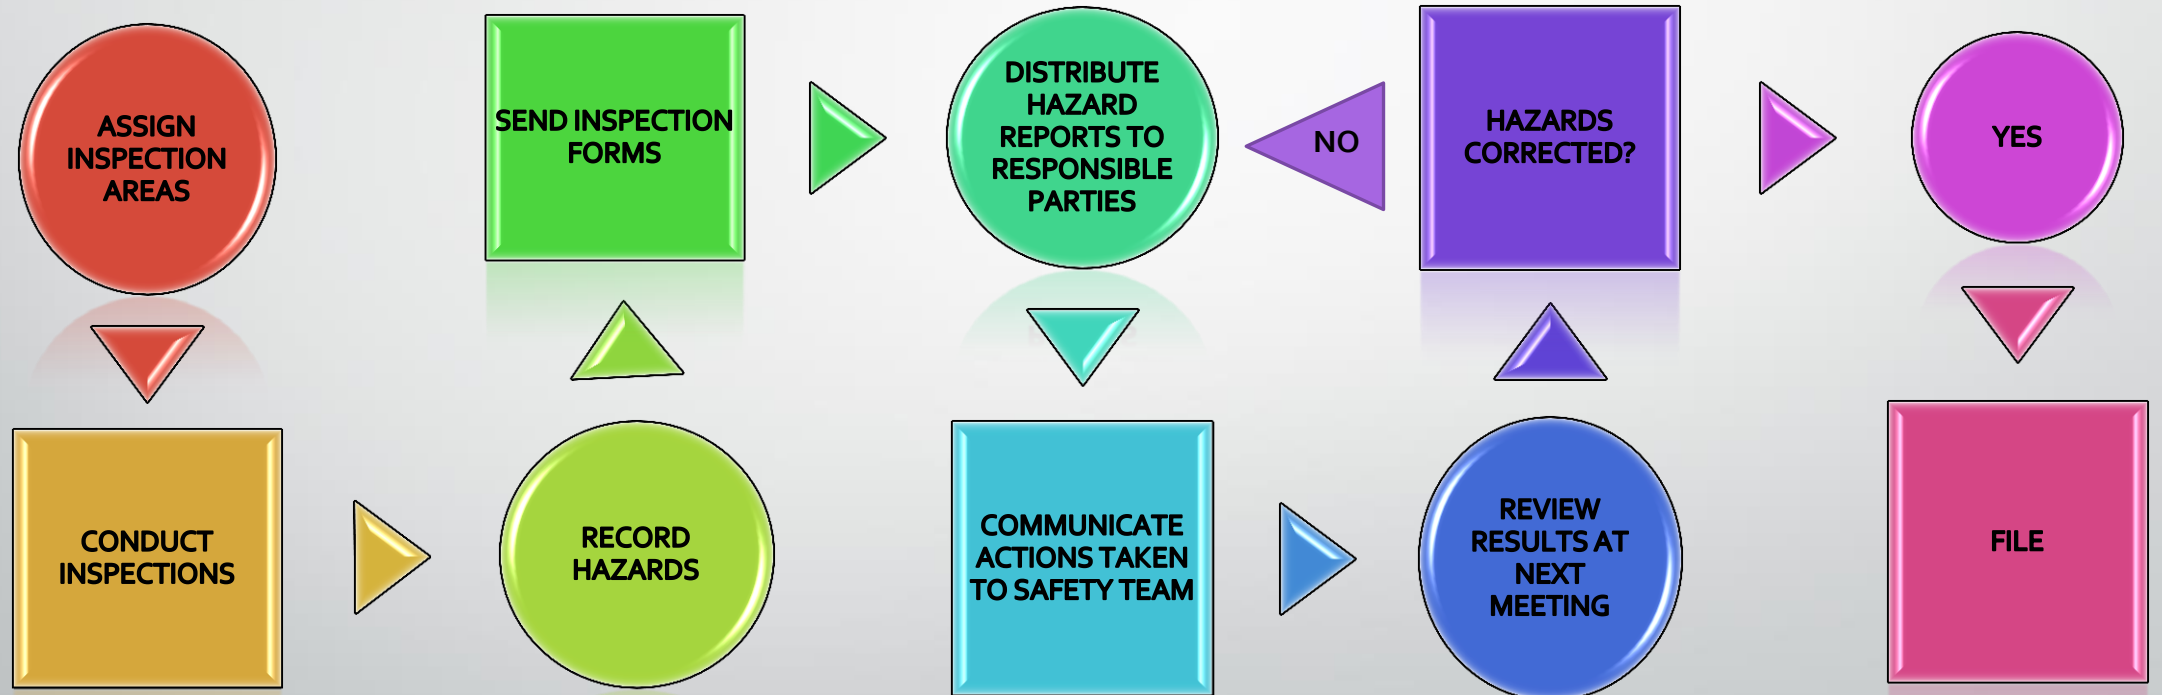 ASSIGN
INSPECTION
AREAS
CONDUCT
INSPECTIONS
RECORD
HAZARDS
SEND INSPECTION
FORMS
DISTRIBUTE
HAZARD
REPORTS TO
RESPONSIBLE
PARTIES
COMMUNICATE
ACTIONS TAKEN
TO SAFETY TEAM
REVIEW
RESULTS AT
NEXT
MEETING
HAZARDS
CORRECTED?
NO
YES
FILE